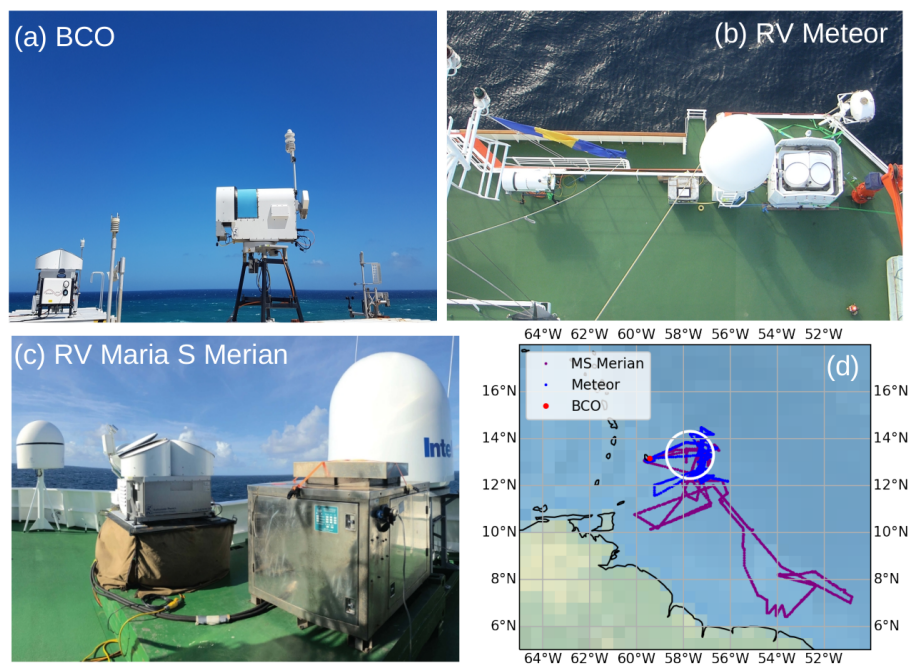 (a) BCO
(b) RV Meteor
(c) RV Maria S Merian
Intel
64°W 62°W 60°W 58°W 56°W 54°W 52°W
MS Merian
Meteor
BCO
(d)
16°N 16°N
14°N 14°N
12°N 12°N
10°N 10°N
8°N 8°N
6°N 6°N
64°W 62°W 60°W 58°W 56°W 54°W 52°W